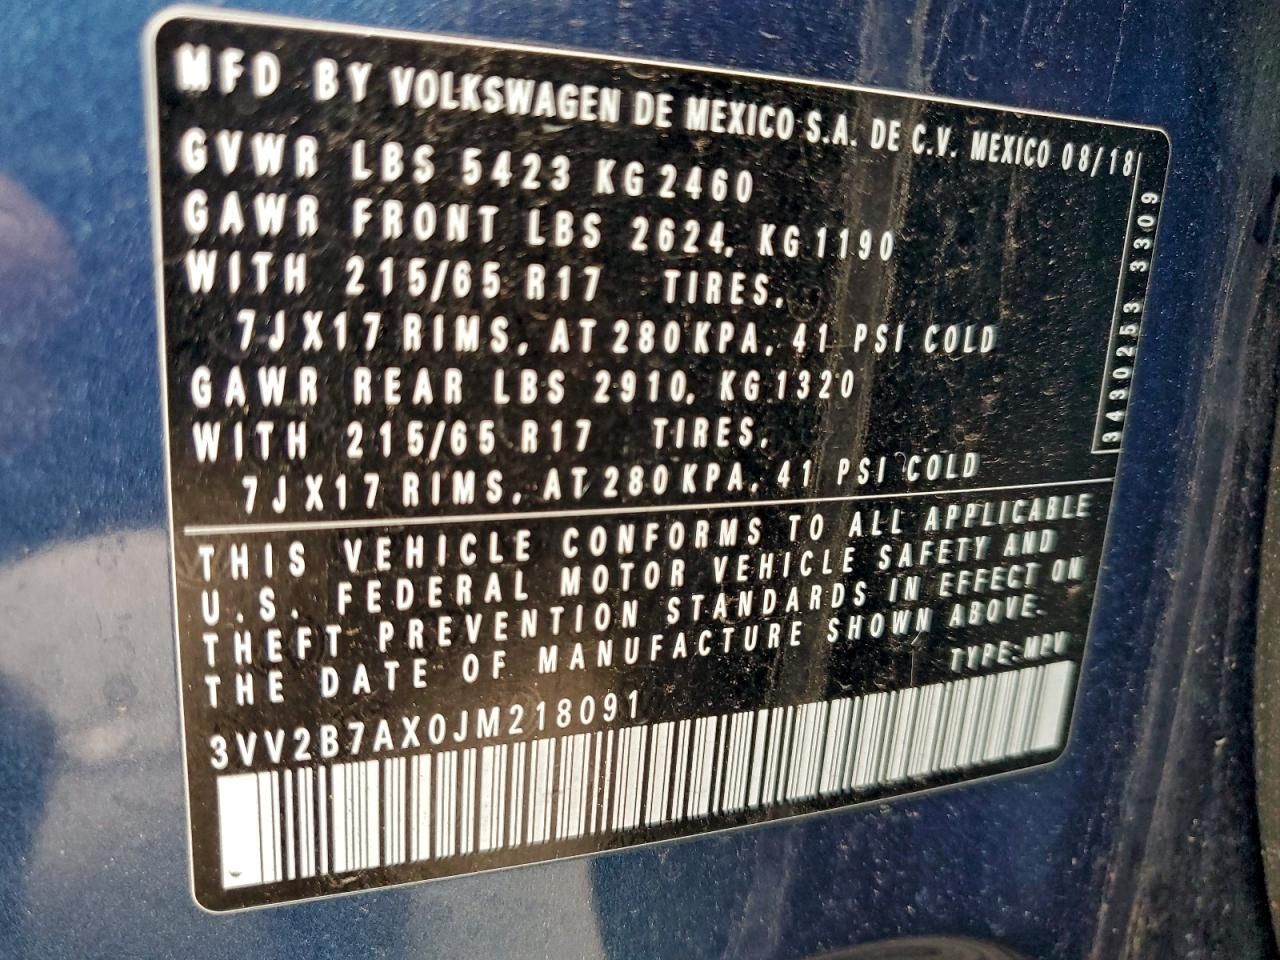 MFD BY VOLKSWAGEN DE MEXICO S.A. DE C.V. MEXICO 08/18
GVWR LBS 5423 KG 2460
GAWR FRONT LBS 2624, KG 1190
WITH 215/65 R17 TIRES,
7JX17 RIMS, AT 280 KPA, 41 PSI COLD
GAWR REAR LBS 2910, KG 1320
WITH 215/65 R17 TIRES,
7JX17 RIMS, AT 280 KPA, 41 PSI COLD
3430253 3309
THIS VEHICLE CONFORMS TO ALL APPLICABLE
U.S. FEDERAL MOTOR VEHICLE SAFETY AND
THEFT PREVENTION STANDARDS IN EFFECT ON
THE DATE OF MANUFACTURE SHOWN ABOVE.
TYPE: MPV
3VV2B7AX0JM218091